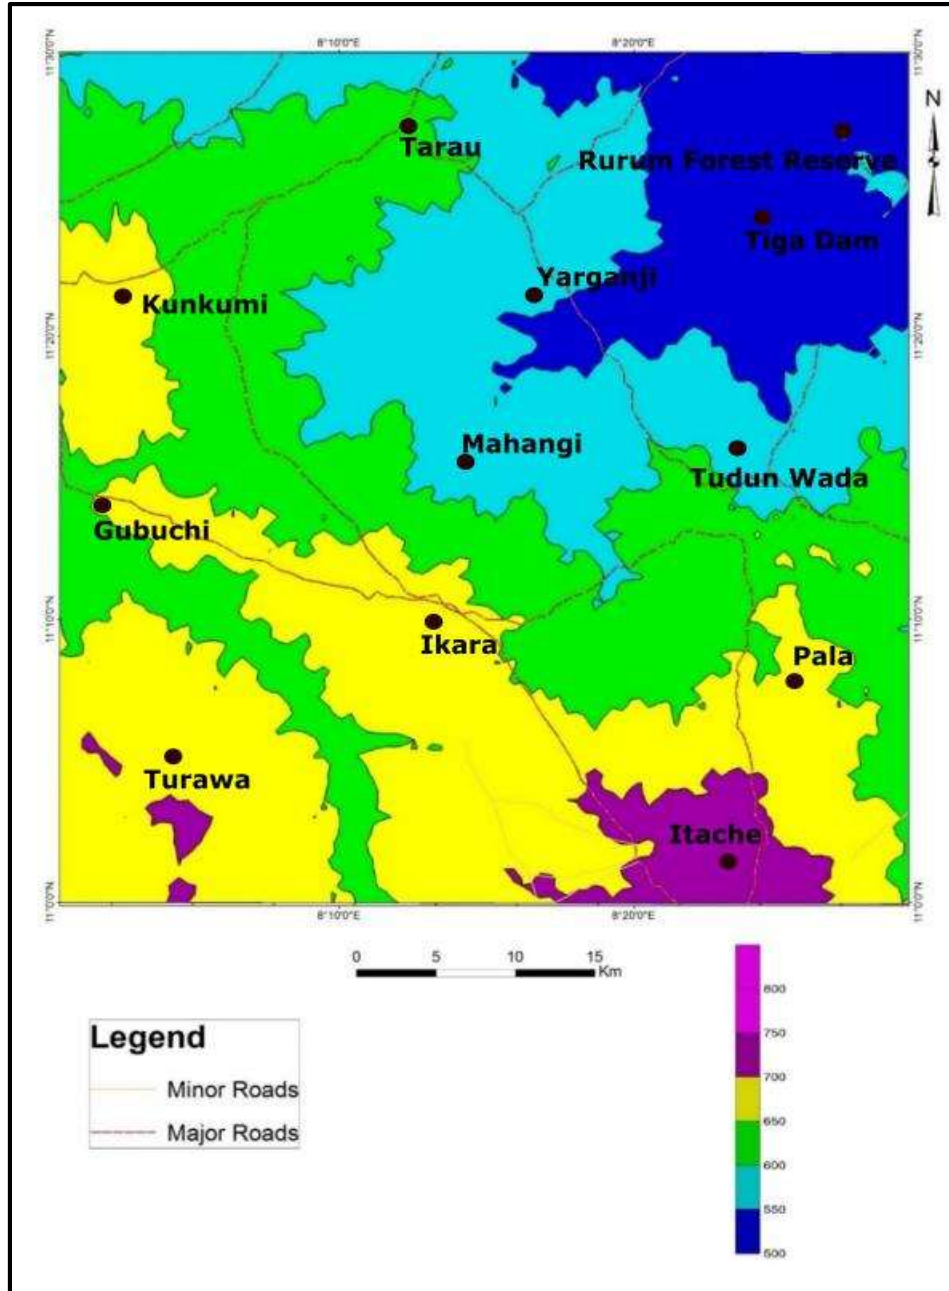 8°10'0"E 8°20'0"E
11°30'0"N 11°30'0"N
N
Tarau
Rurum Forest Reserve
Tiga Dam
Yarganji
Kunkumi
11°20'0"N 11°20'0"N
Mahangi
Tudun Wada
Gubuchi
11°10'0"N 11°10'0"N
Ikara
Pala
Turawa
Itache
11°0'0"N 11°0'0"N
8°10'0"E 8°20'0"E
0 5 10 15
Km
Legend
Minor Roads
Major Roads
800
750
700
650
600
550
500